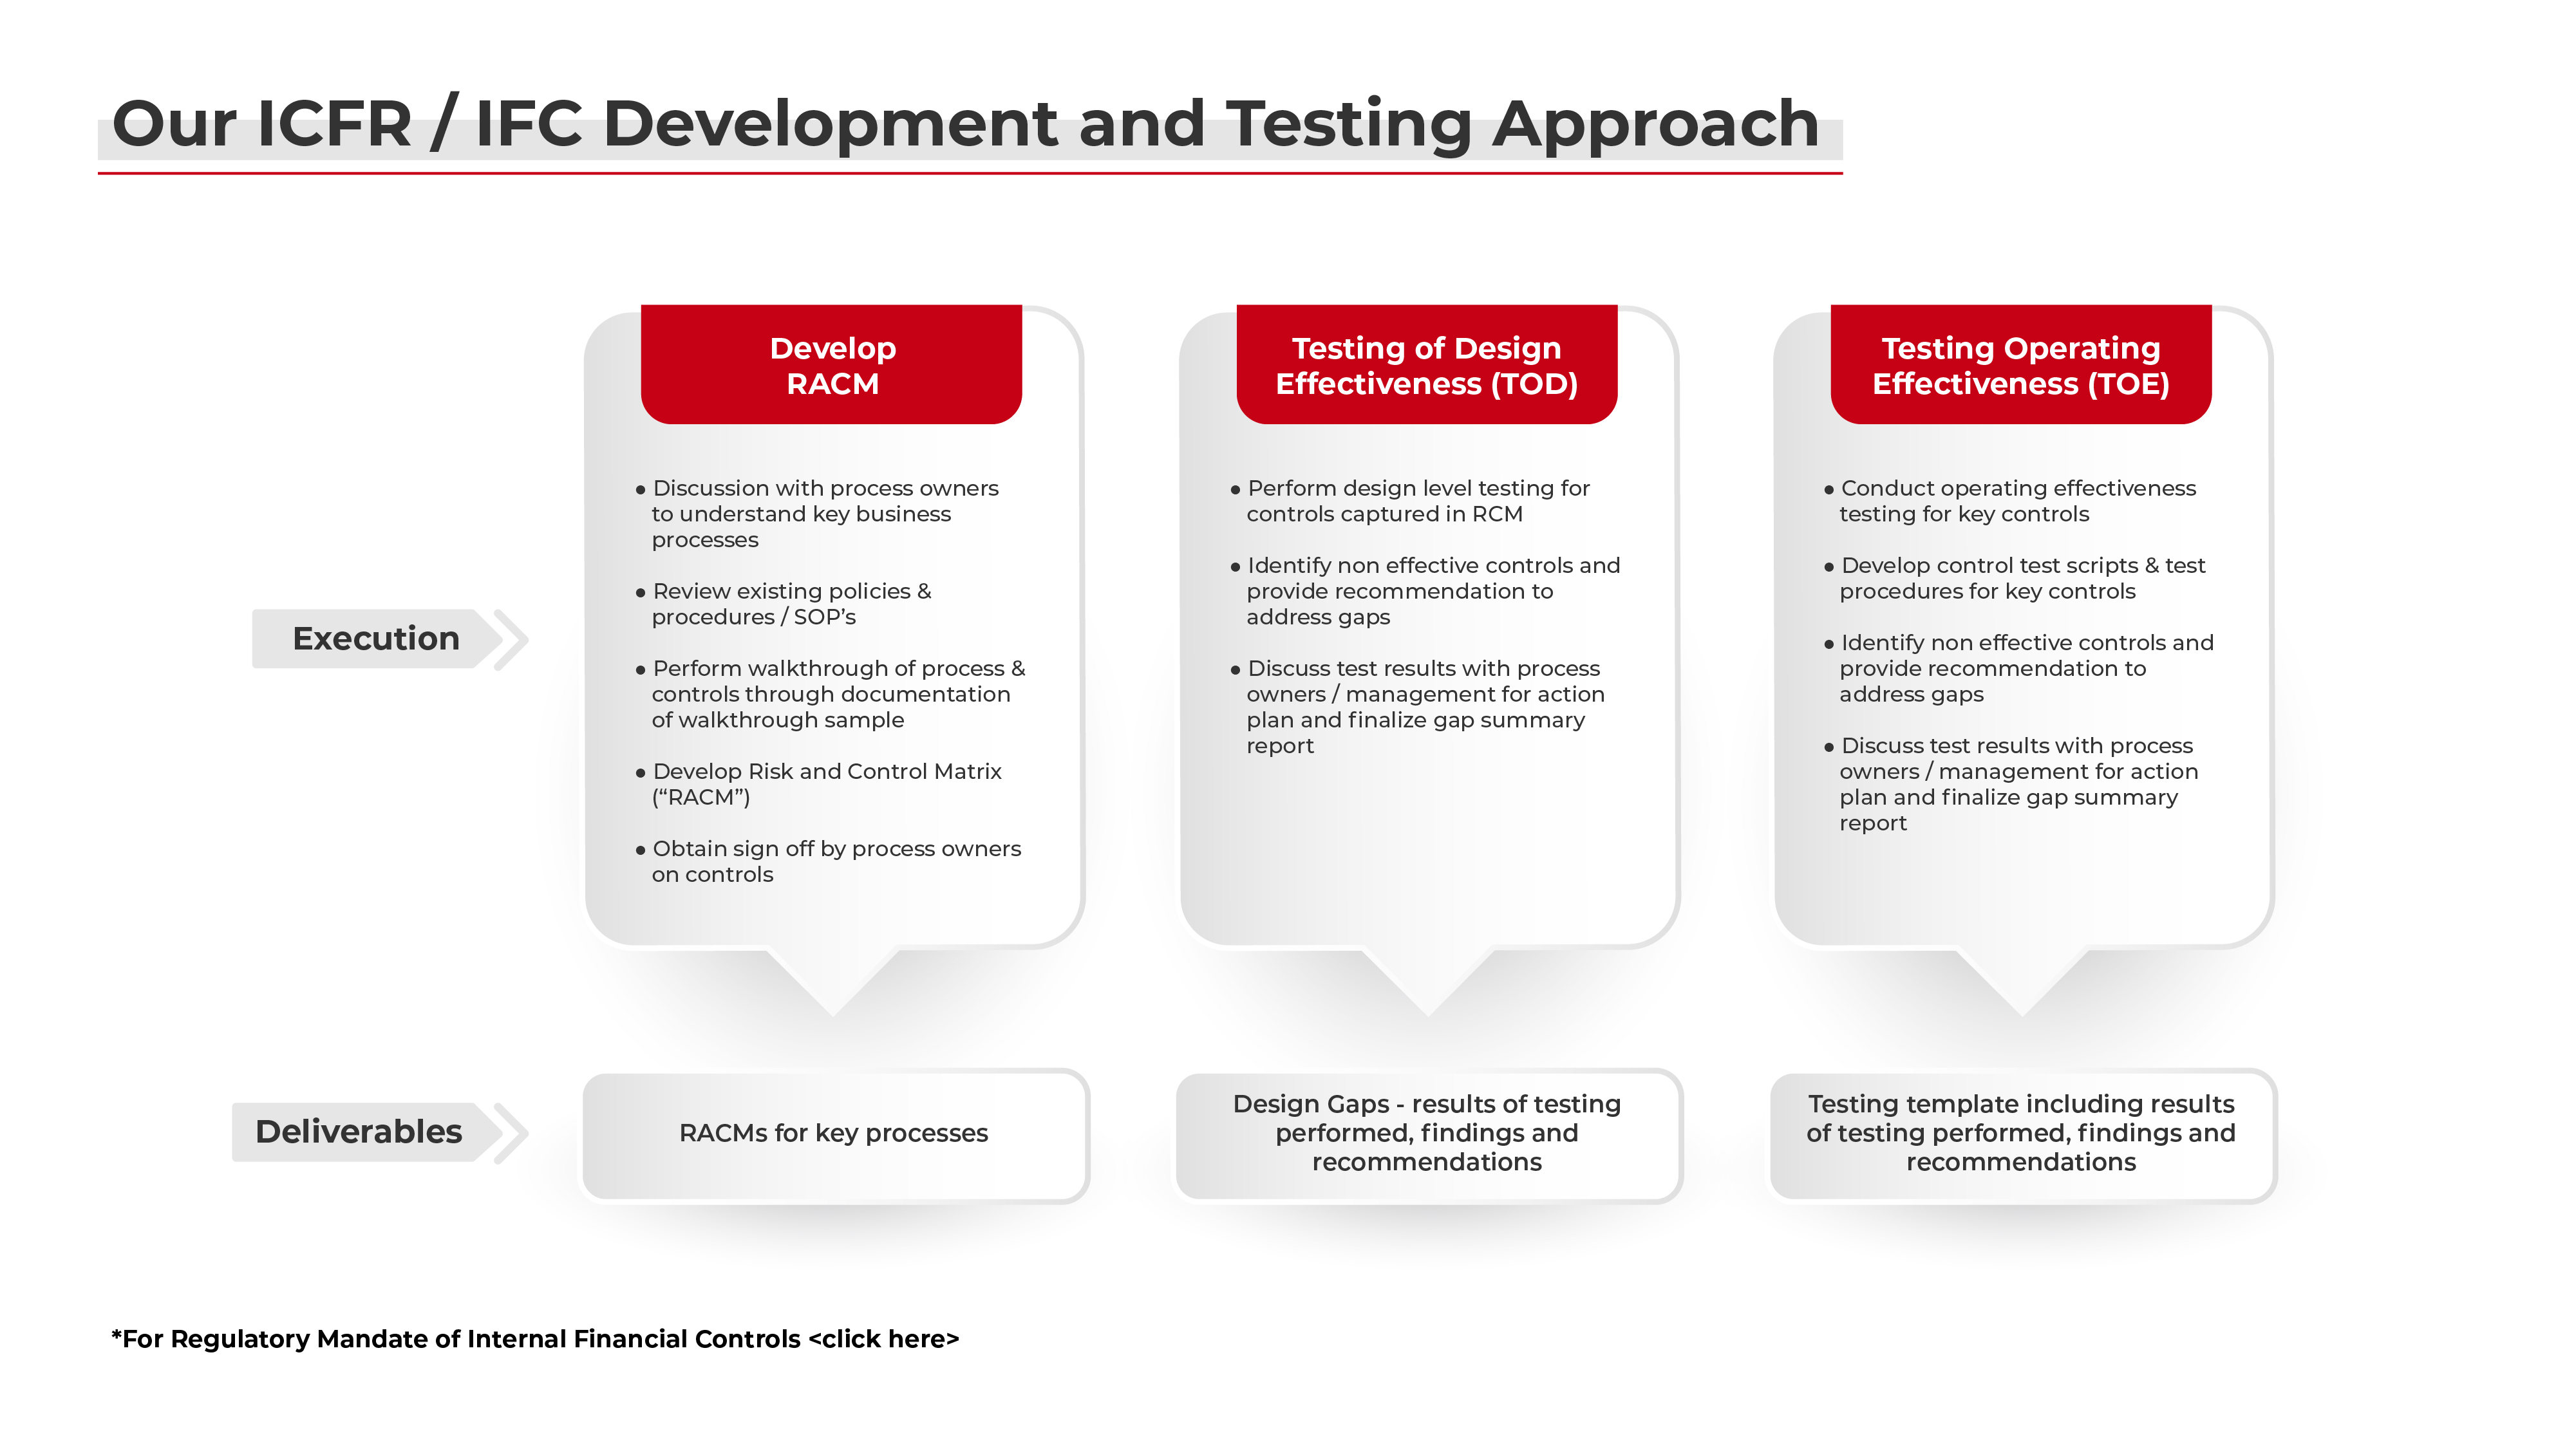 Our ICFR / IFC Development and Testing Approach
Execution
Develop
RACM
● Discussion with process owners
to understand key business
processes
● Review existing policies &
procedures / SOP’s
● Perform walkthrough of process &
controls through documentation
of walkthrough sample
● Develop Risk and Control Matrix
(“RACM”)
● Obtain sign off by process owners
on controls
Testing of Design
Effectiveness (TOD)
● Perform design level testing for
controls captured in RCM
● Identify non effective controls and
provide recommendation to
address gaps
● Discuss test results with process
owners / management for action
plan and finalize gap summary
report
Testing Operating
Effectiveness (TOE)
● Conduct operating effectiveness
testing for key controls
● Develop control test scripts & test
procedures for key controls
● Identify non effective controls and
provide recommendation to
address gaps
● Discuss test results with process
owners / management for action
plan and finalize gap summary
report
Deliverables
RACMs for key processes
Design Gaps - results of testing
performed, findings and
recommendations
Testing template including results
of testing performed, findings and
recommendations
*For Regulatory Mandate of Internal Financial Controls <click here>